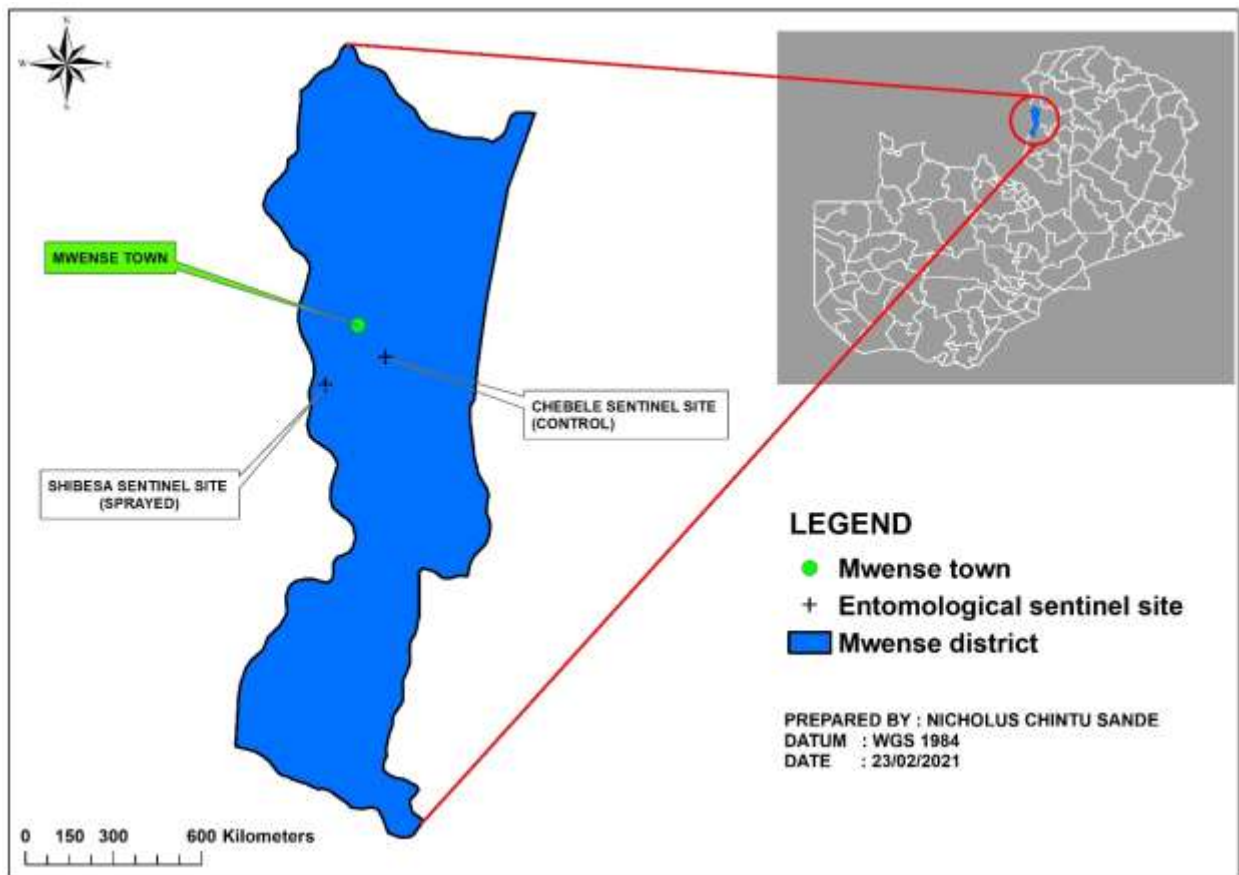 N
W
E
S
MWENSE TOWN
CHEBELE SENTINEL SITE
(CONTROL)
SHIBESA SENTINEL SITE
(SPRAYED)
LEGEND
Mwense town
Entomological sentinel site
Mwense district
PREPARED BY : NICHOLUS CHINTU SANDE
DATUM : WGS 1984
DATE : 23/02/2021
0 150 300 600 Kilometers